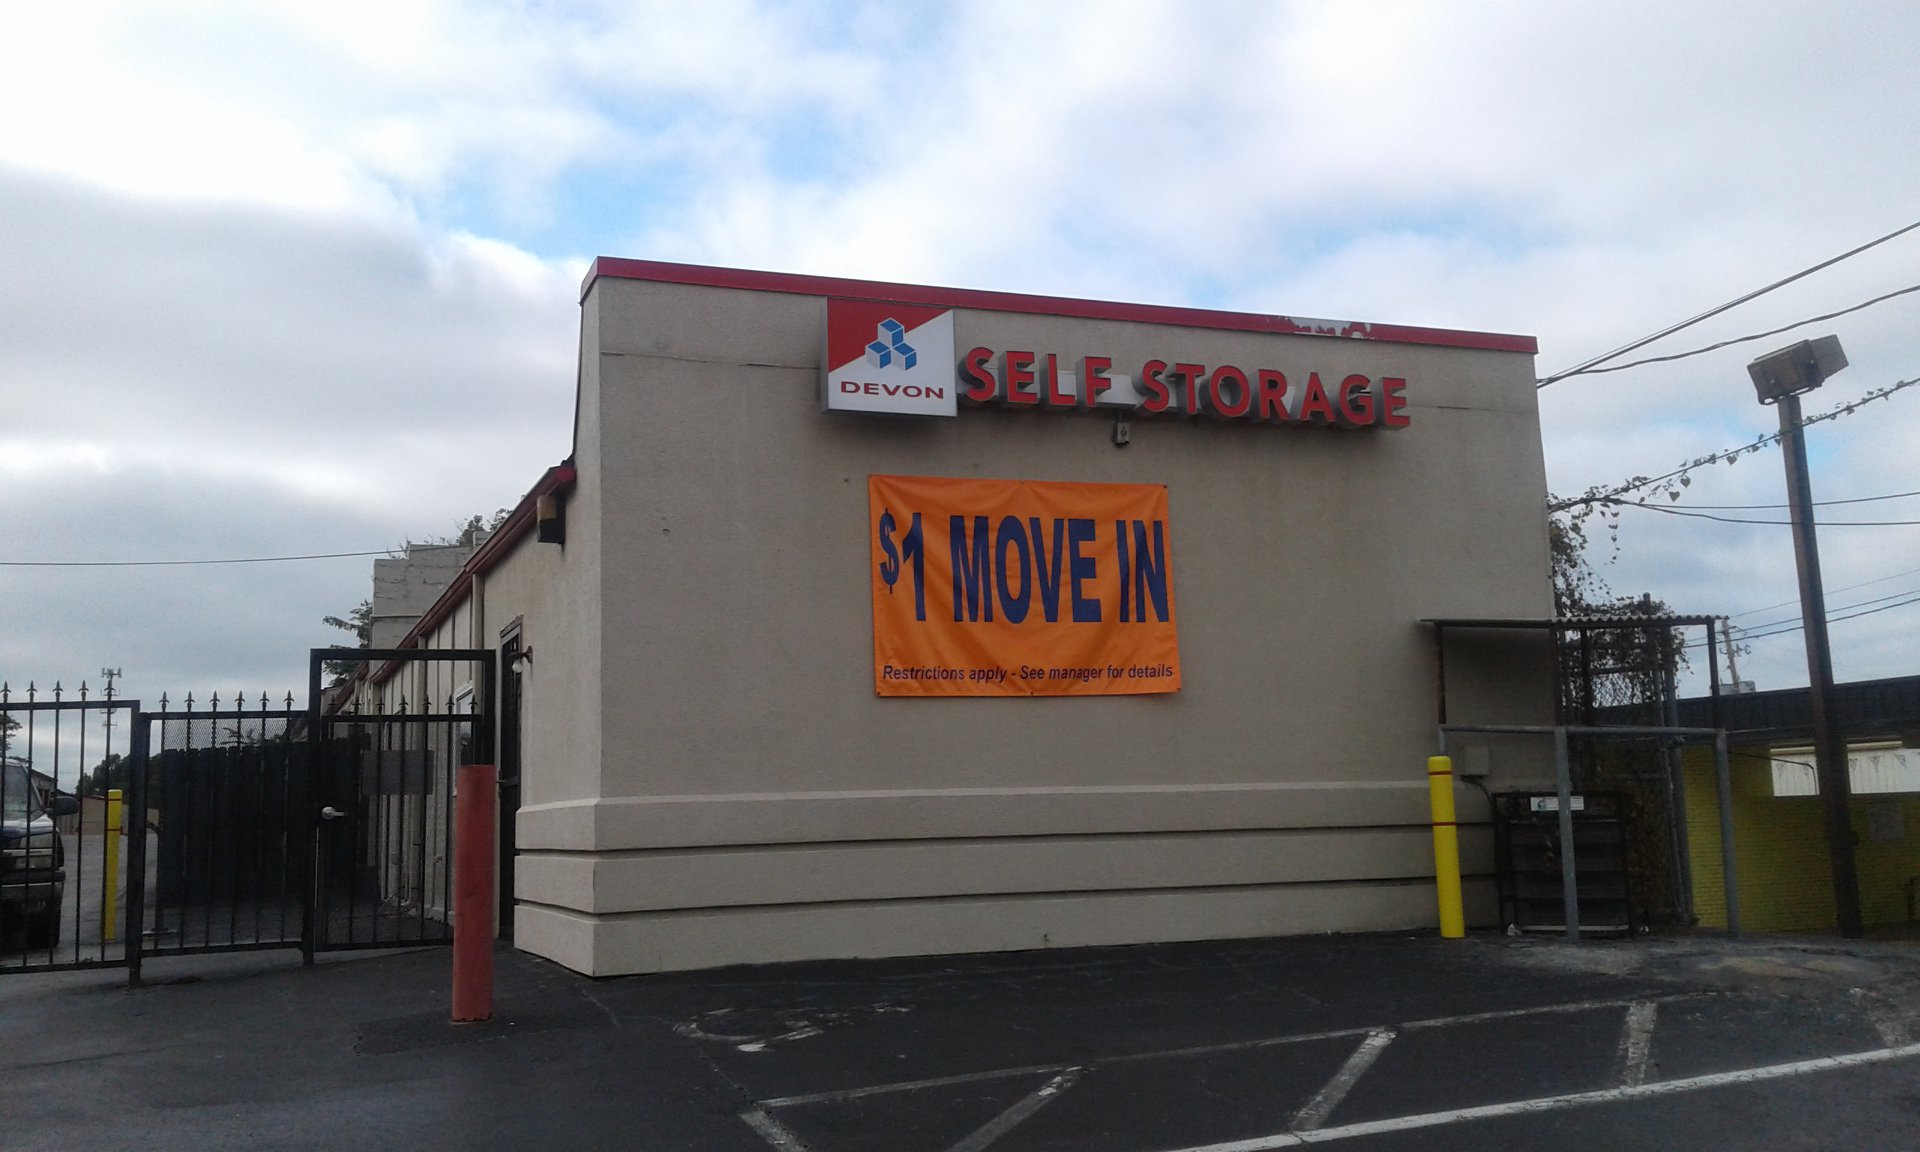 DEVON
SELF STORAGE
$1 MOVE IN
Restrictions apply - See manager for details